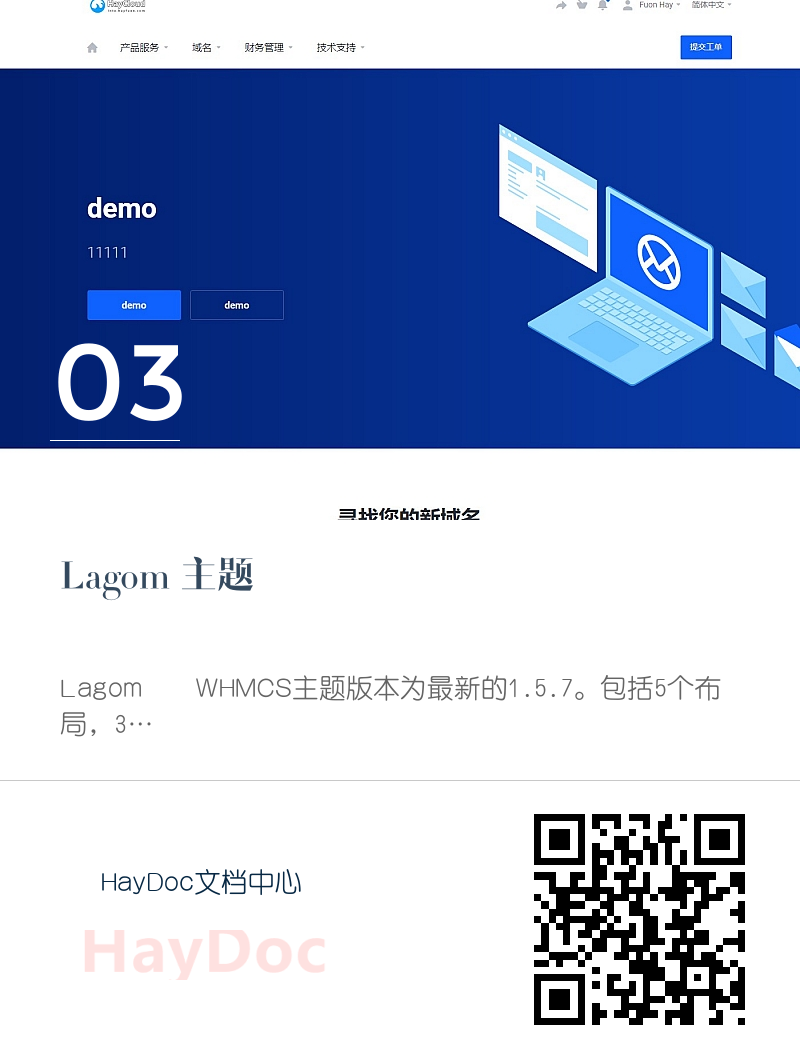 HayCloud
Fuon Hay
简体中文
产品服务
域名
财务管理
技术支持
提交工单
demo
11111
demo
demo
03
寻找您的新域名
Lagom 主题
Lagom WHMCS主题版本为最新的1.5.7。包括5个布
局，3…
HayDoc文档中心
HayDoc